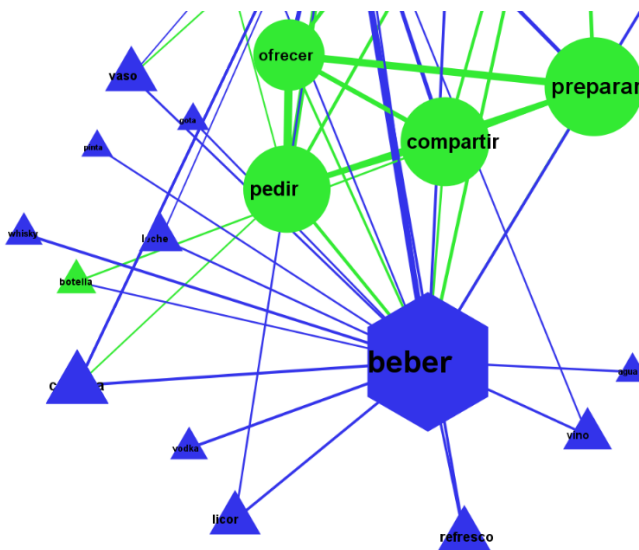 ofrecer
vaso
preparar
gota
compartir
pinta
pedir
whisky
leche
botella
beber
agua
vino
vodka
licor
refresco